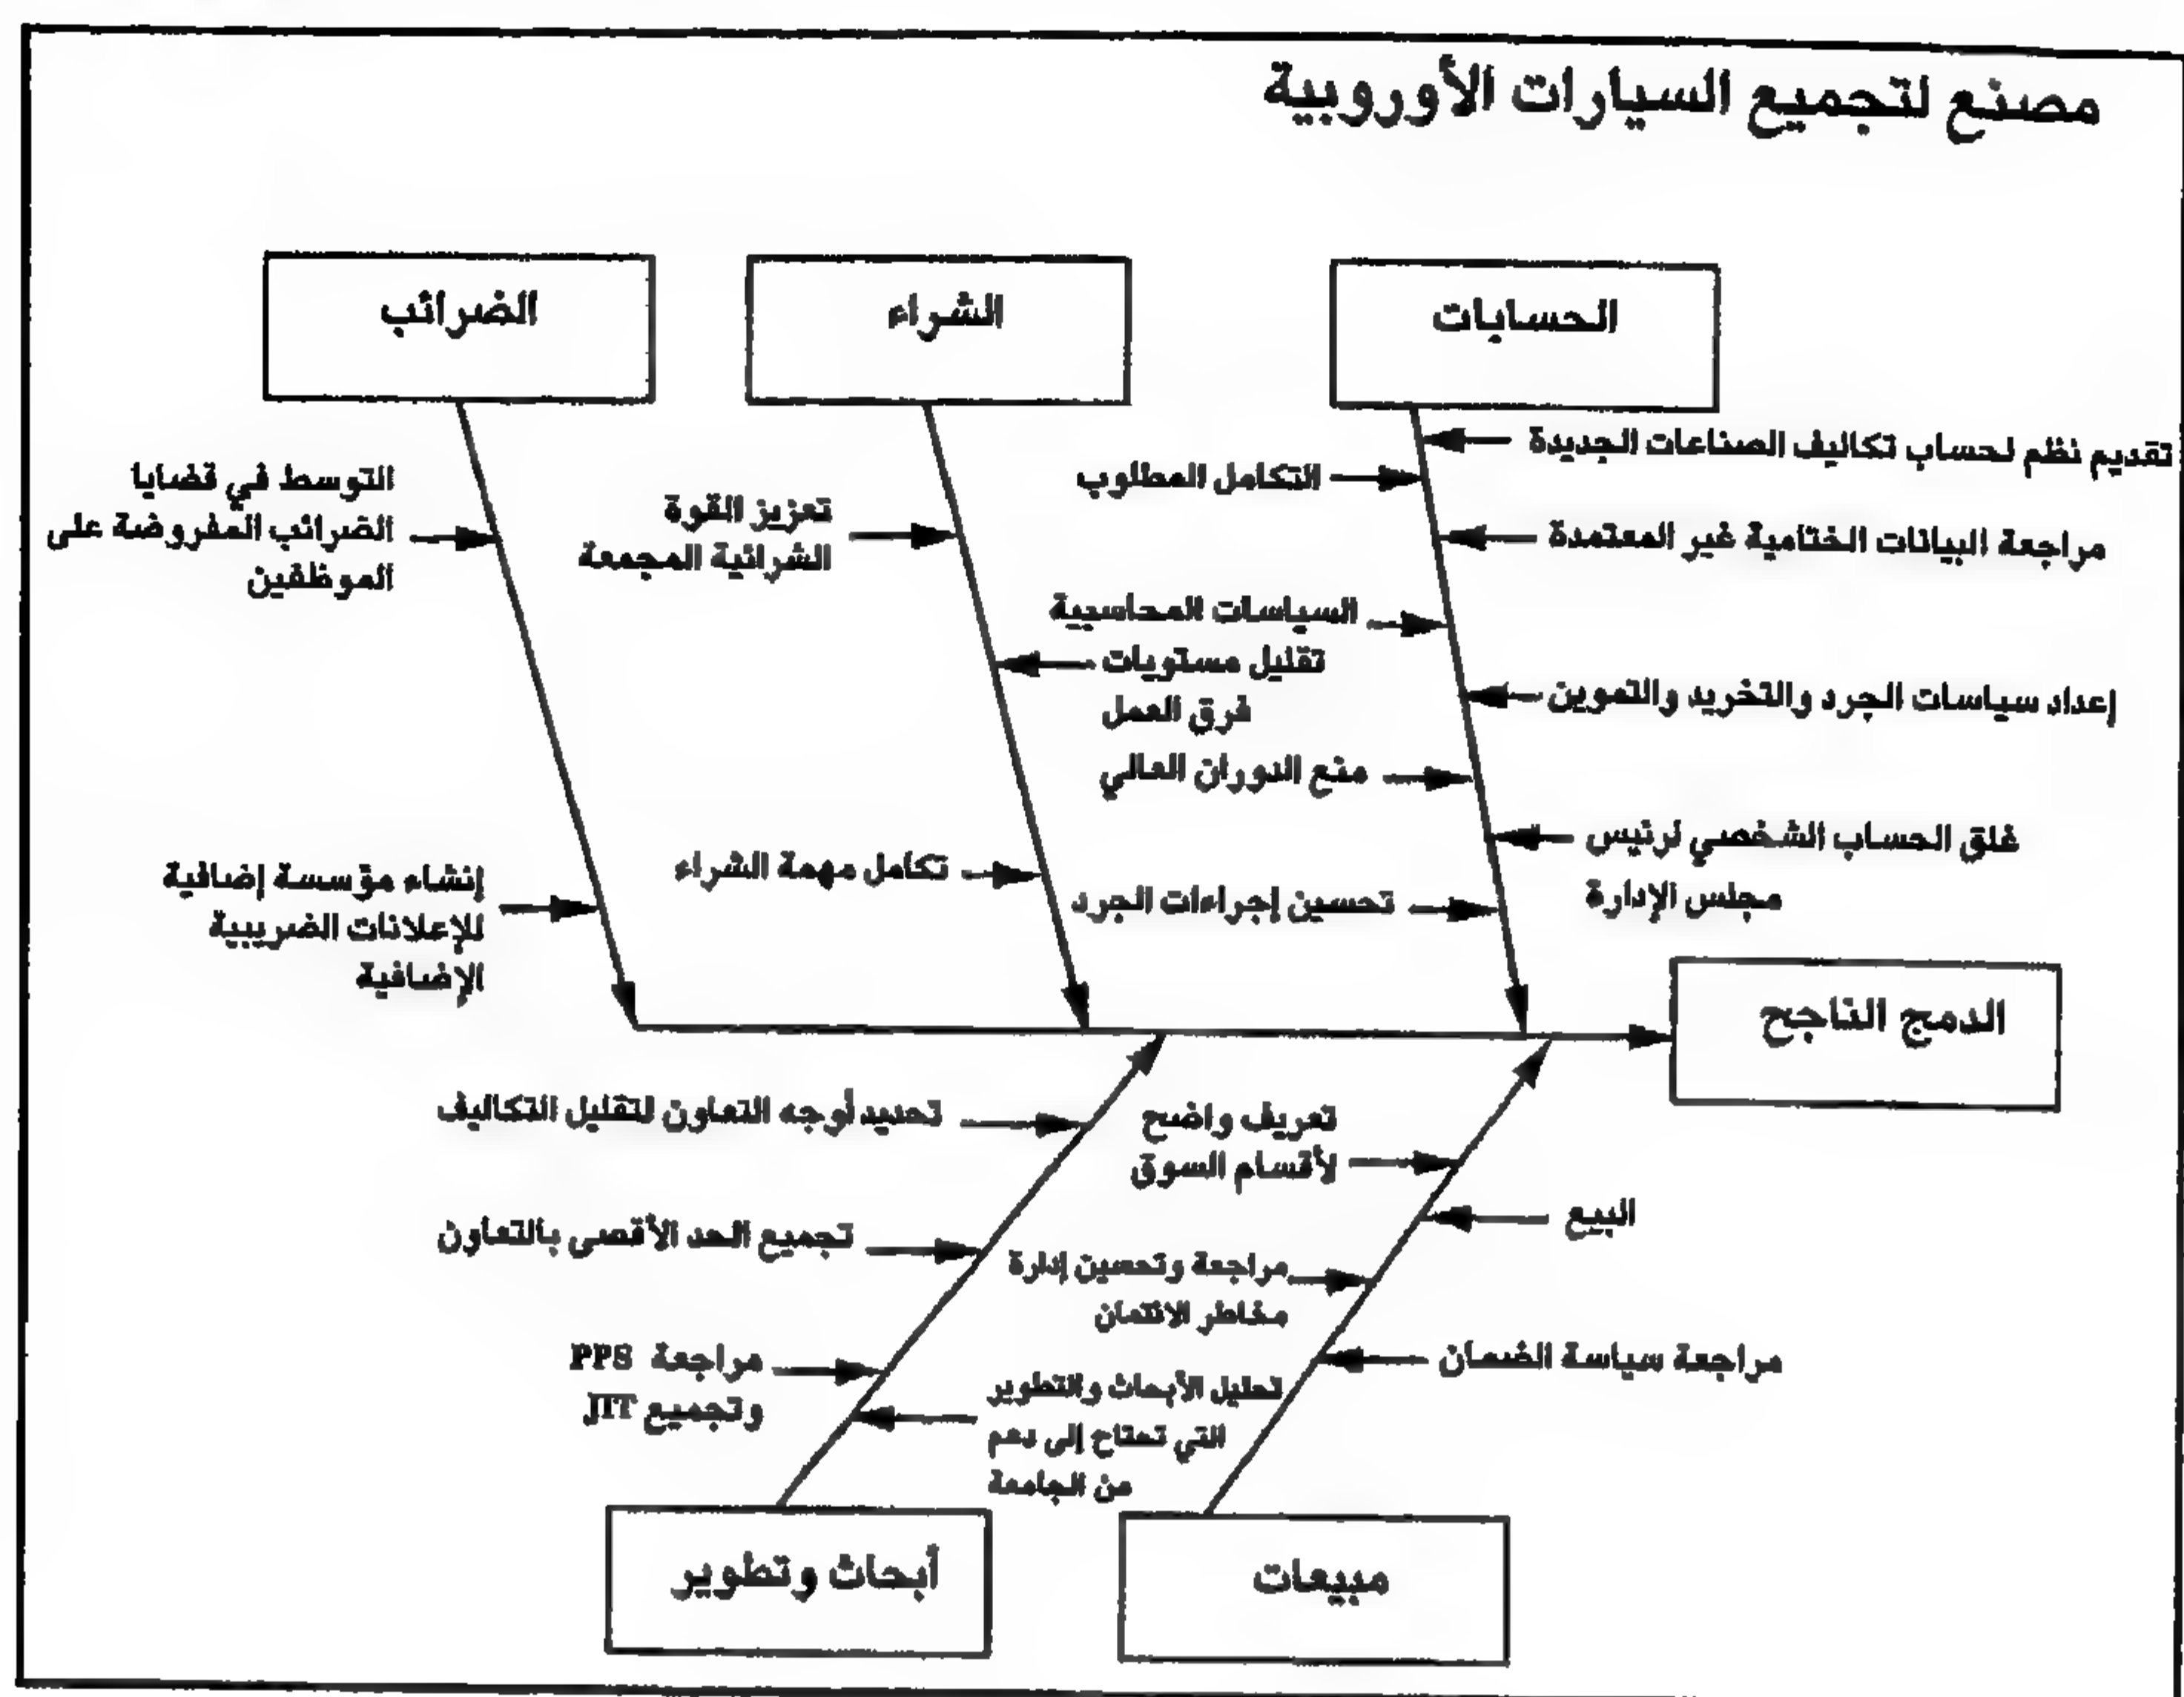 مصنع لتجميع السيارات الأوروبية
الحسابات
الشراء
الضرائب
تقديم نظم لحساب تكاليف الصناعات الجديدة
التكامل المطلوب
مراجعة البيانات الختامية غير المعتمدة
السياسات المحاسبية
إعداد سياسات الجرد والتخريد والتموين
منع الدوران العالي
غلق الحساب الشخصي لرئيس
مجلس الإدارة
تحسين إجراءات الجرد
تعزيز القوة
الشرائية المجمعة
تقليل مستويات
فرق العمل
تكامل مهمة الشراء
التوسط في قضايا
الضرائب المفروضة على
الموظفين
إنشاء مؤسسة إضافية
للإعلانات الضريبية
الإضافية
الدمج الناجح
تعريف واضح
لأقسام السوق
البيع
مراجعة وتحسين إدارة
مخاطر الائتمان
مراجعة سياسة الضمان
تحديد أوجه التعاون لتقليل التكاليف
تجميع الحد الأقصى بالتعاون
مراجعة PPS
وتجميع JIT
تحليل الأبحاث والتطوير
التي تحتاج إلى دعم
من الجامعة
مبيعات
أبحاث وتطوير